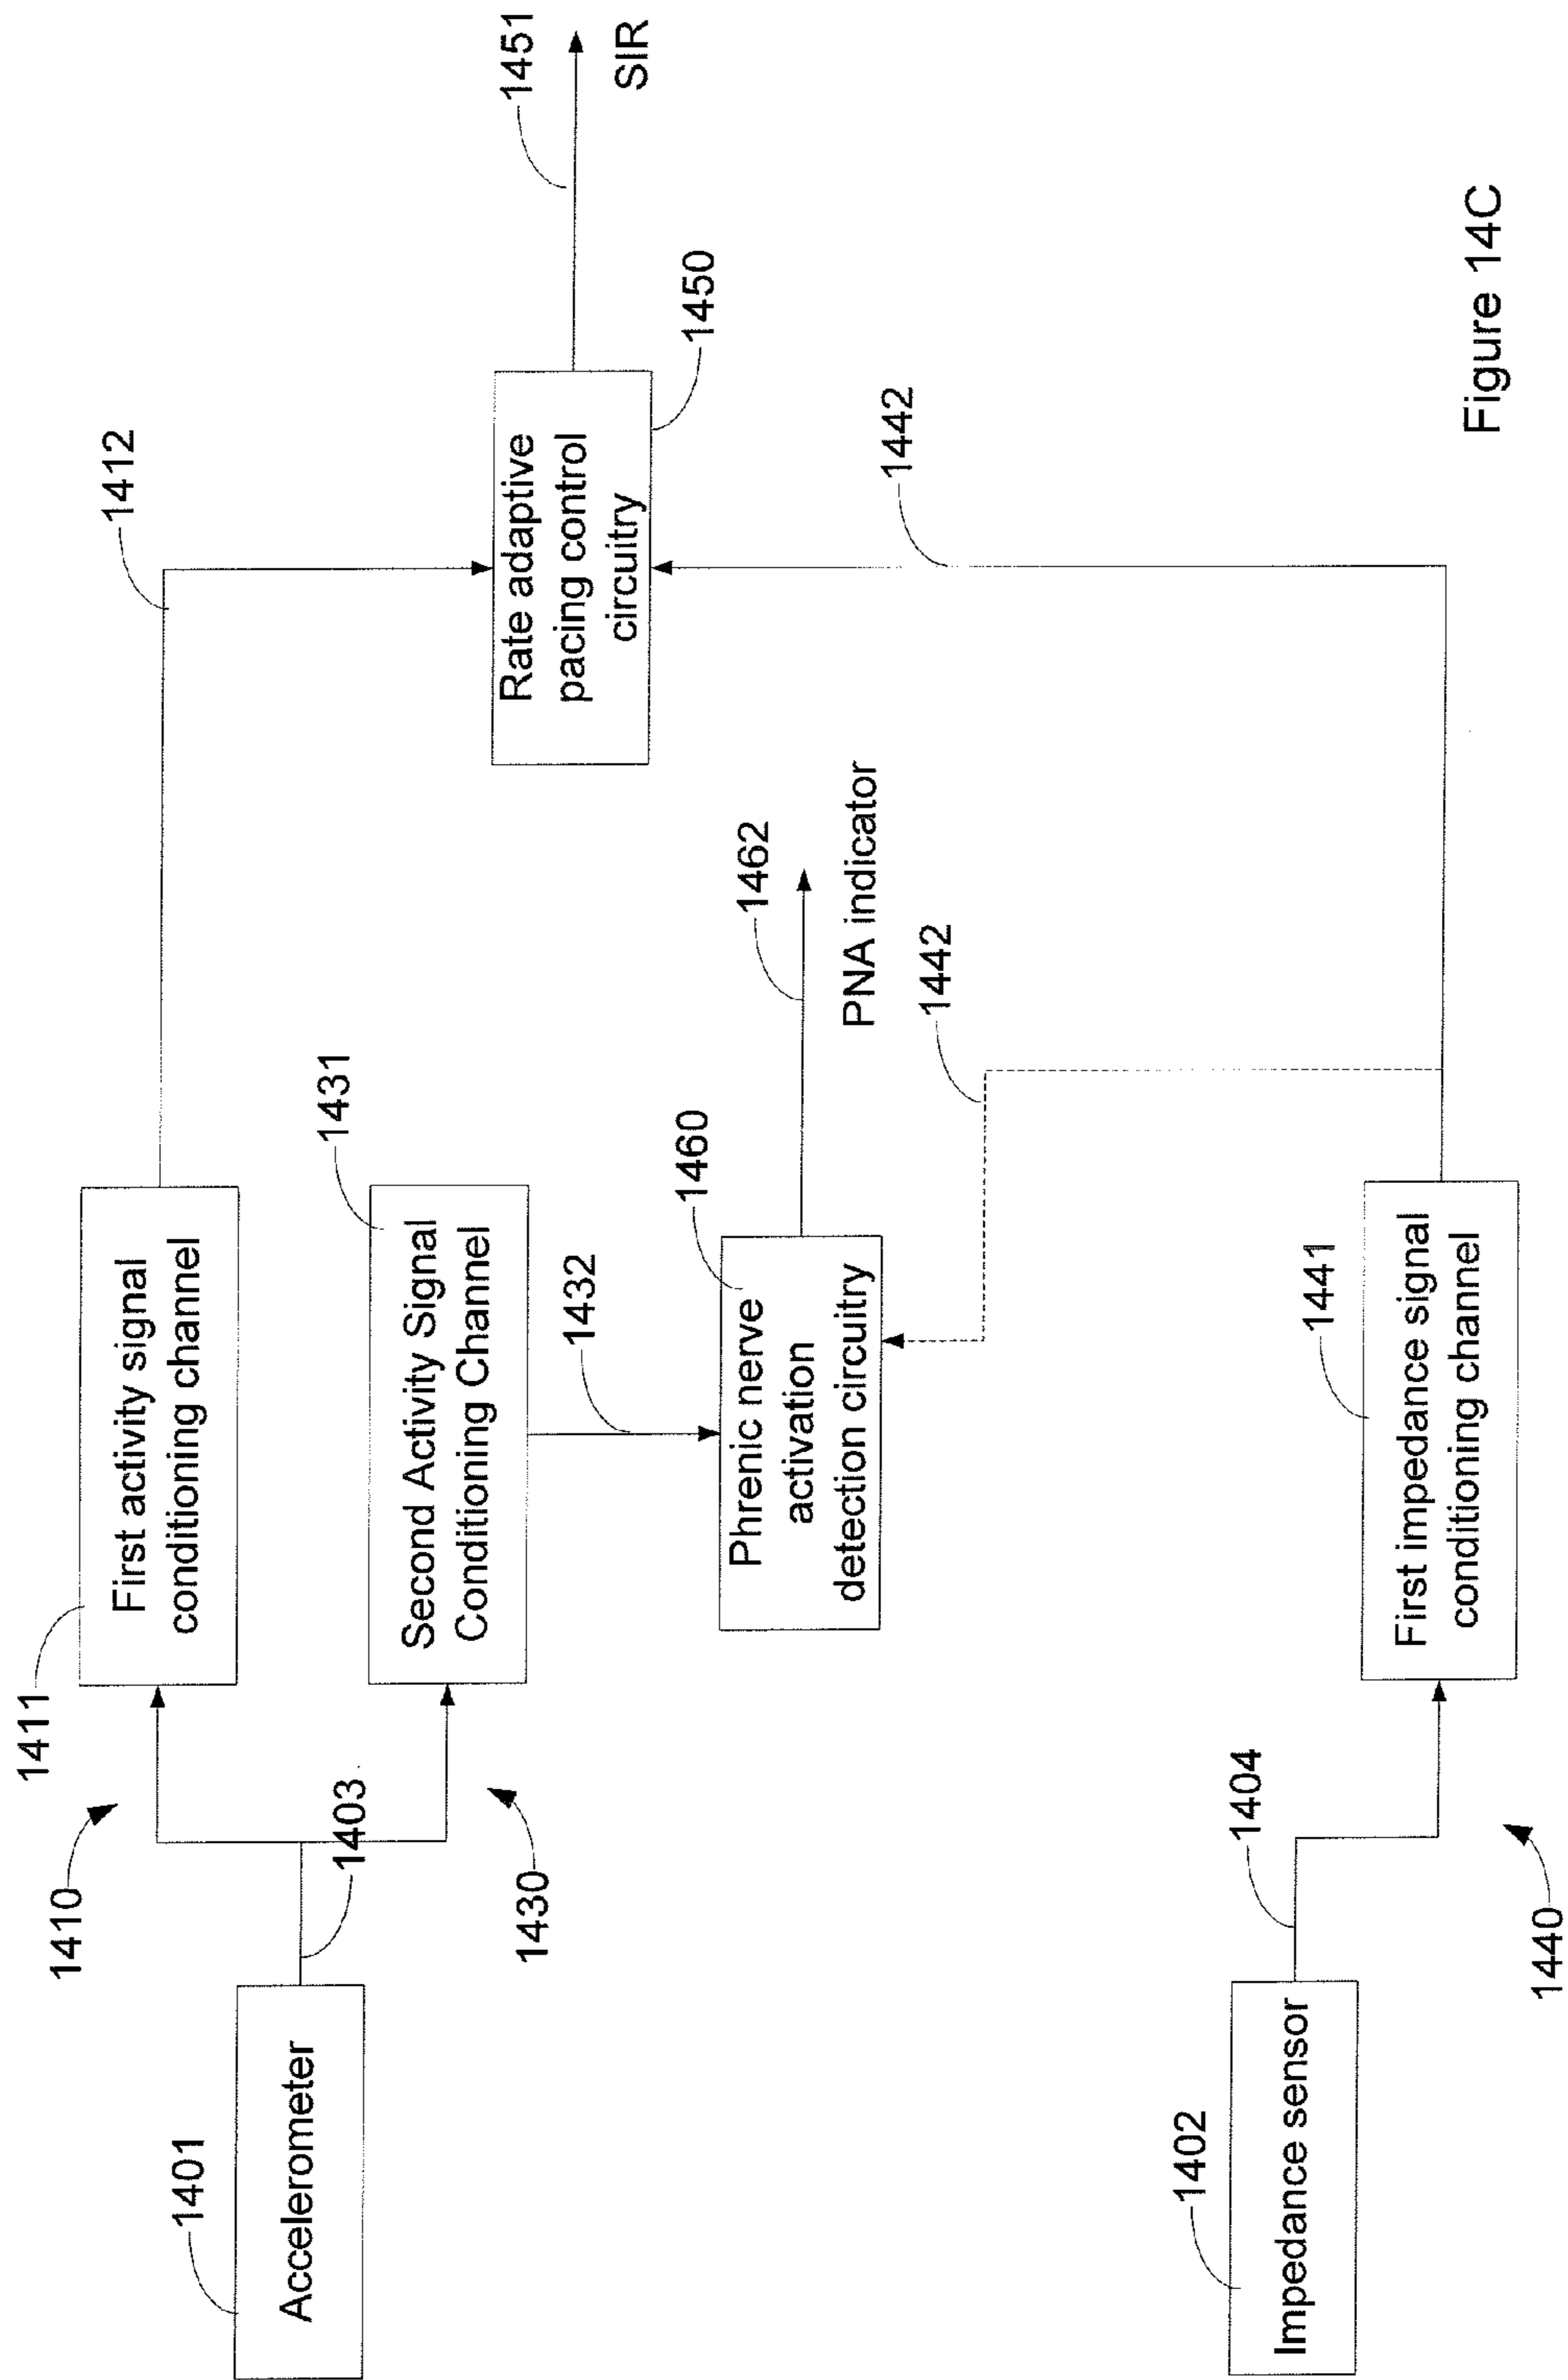 1401
Accelerometer
1403
1410
1430
1411
First activity signal
conditioning channel
1431
Second Activity Signal
Conditioning Channel
1432
1460
Phrenic nerve
activation
detection circuitry
1462
PNA indicator
1442
1412
Rate adaptive
pacing control
circuitry
1450
1451
SIR
1402
Impedance sensor
1404
1440
1441
First impedance signal
conditioning channel
1442
Figure 14C